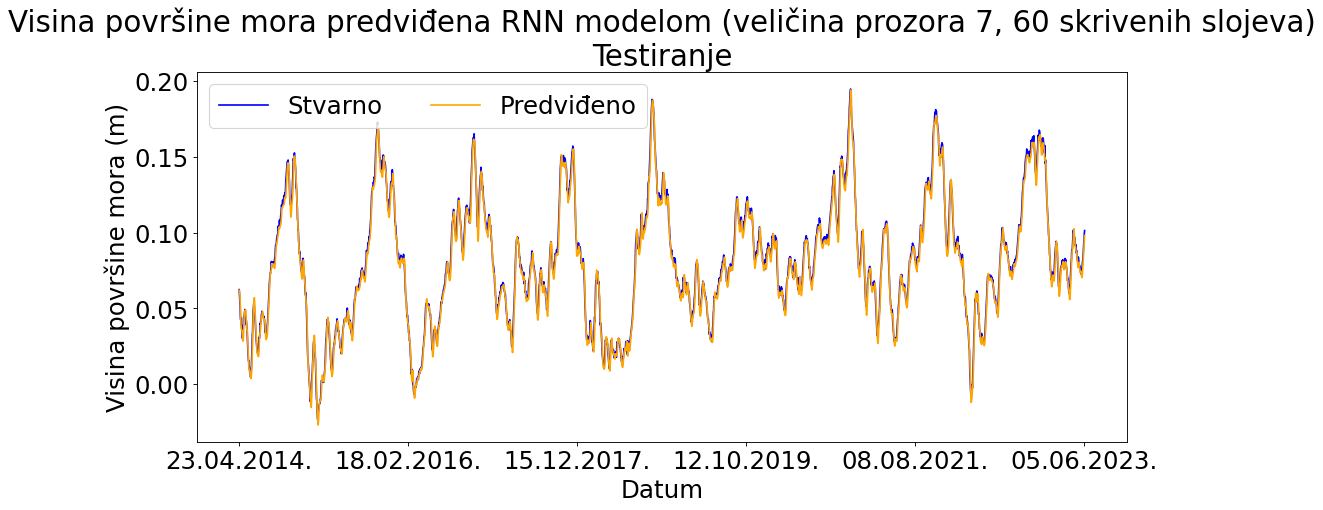 Visina površine mora predviđena RNN modelom (veličina prozora 7, 60 skrivenih slojeva)
Testiranje
Stvarno
Predviđeno
Visina površine mora (m)
0.20
0.15
0.10
0.05
0.00
23.04.2014.
18.02.2016.
15.12.2017.
12.10.2019.
08.08.2021.
05.06.2023.
Datum